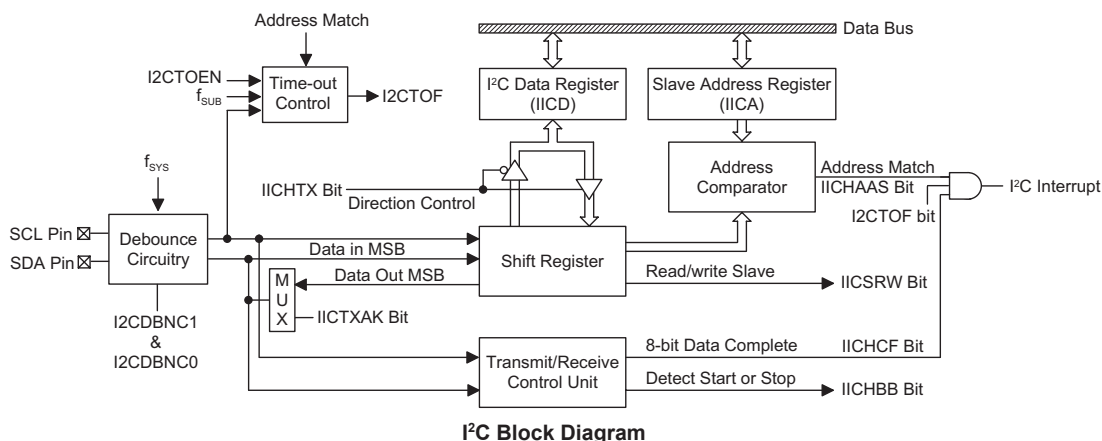 Address Match
Data Bus
I2CTOEN
fSUB
Time-out
Control
I2CTOF
I²C Data Register
(IICD)
Slave Address Register
(IICA)
fSYS
IICHTX Bit
Direction Control
Address
Comparator
Address Match
IICHAAS Bit
I2CTOF bit
I²C Interrupt
SCL Pin
SDA Pin
Debounce
Circuitry
Data in MSB
Shift Register
Data Out MSB
M
U
X
IICTXAK Bit
Read/write Slave
IICSRW Bit
I2CDBNC1
&
I2CDBNC0
Transmit/Receive
Control Unit
8-bit Data Complete
IICHCF Bit
Detect Start or Stop
IICHBB Bit
I²C Block Diagram